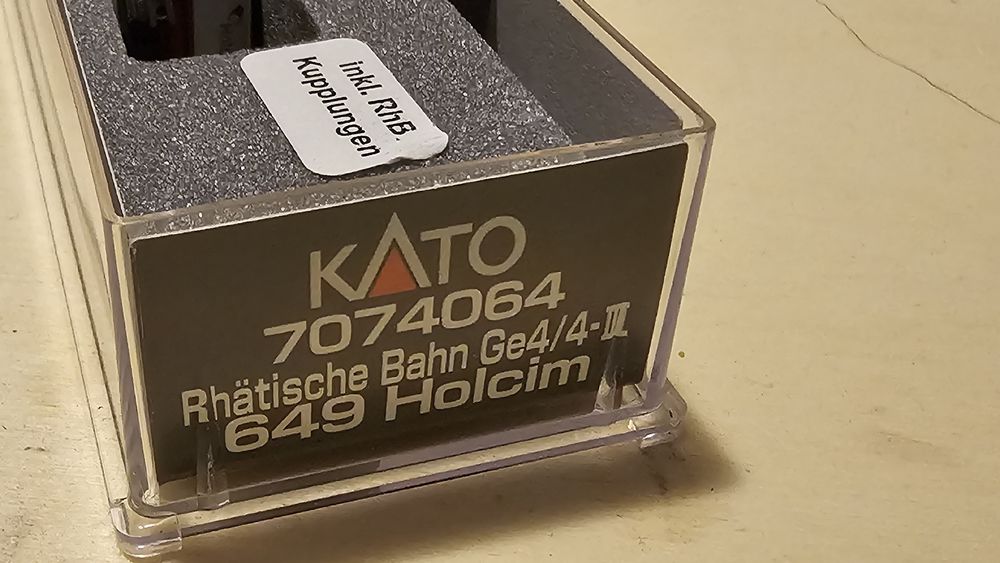 inkl. RhB.
Kupplungen
KATO
7074064
Rhätische Bahn Ge4/4-III
649 Holcim